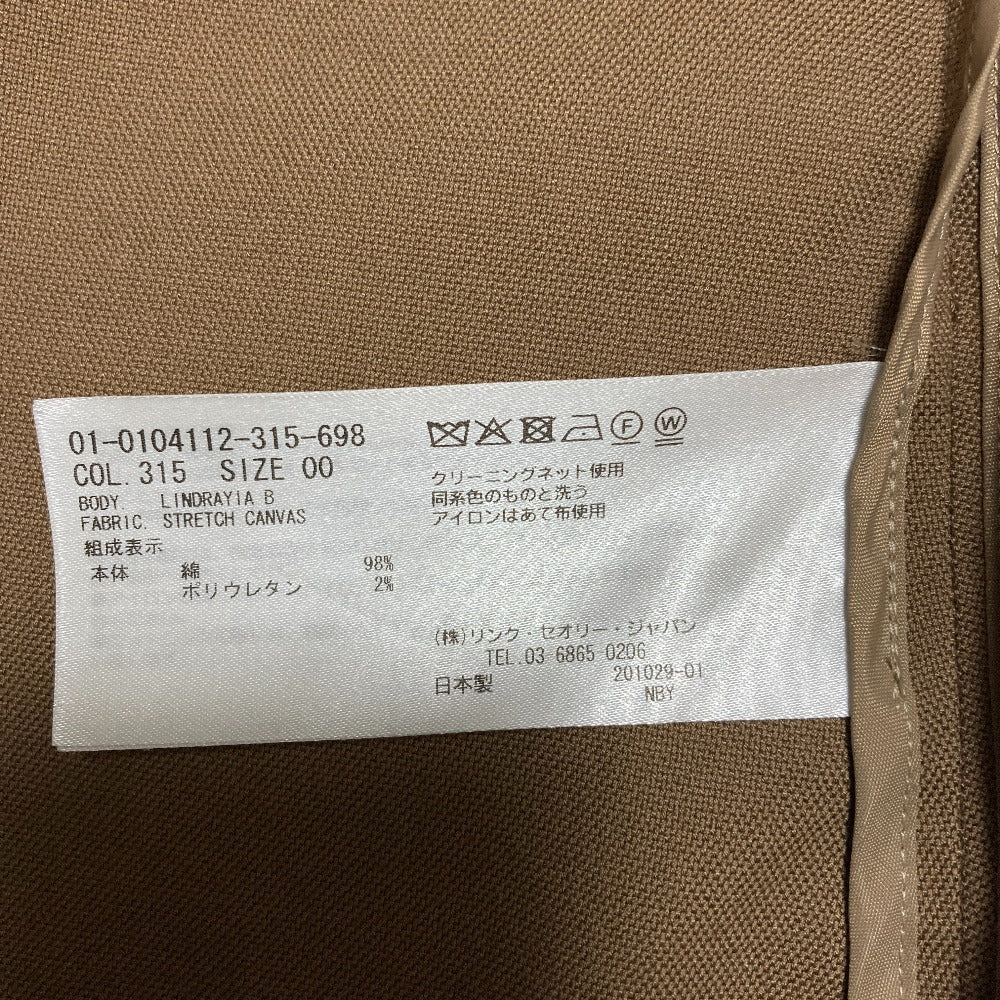 01-0104112-315-698
COL.315 SIZE 00
BODY. LINDRAYIA B
FABRIC. STRETCH CANVAS
組成表示
本体 綿 98%
ポリウレタン 2%
F W
クリーニングネット使用
同系色のものと洗う
アイロンはあて布使用
(株)リンク・セオリー・ジャパン
TEL.03 6865 0206
201029-01
日本製
NBY